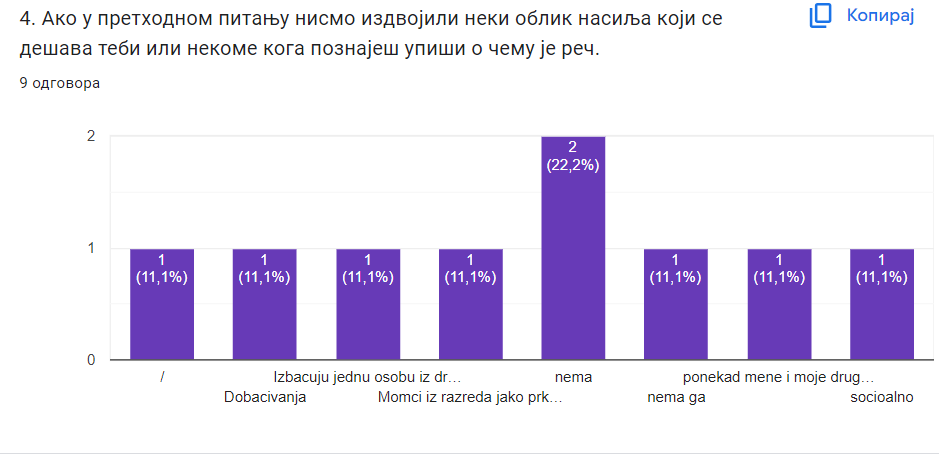 4. Ако у претходном питању нисмо издвојили неки облик насиља који се
дешава теби или некоме кога познајеш упиши о чему је реч.
Копирај
9 одговора
2
1
0
1
(11,1%)
1
(11,1%)
1
(11,1%)
1
(11,1%)
2
(22,2%)
1
(11,1%)
1
(11,1%)
1
(11,1%)
/
Dobacivanja
Izbacuju jednu osobu iz dr…
Momci iz razreda jako prk…
nema
nema ga
ponekad mene i moje drug…
socioalno